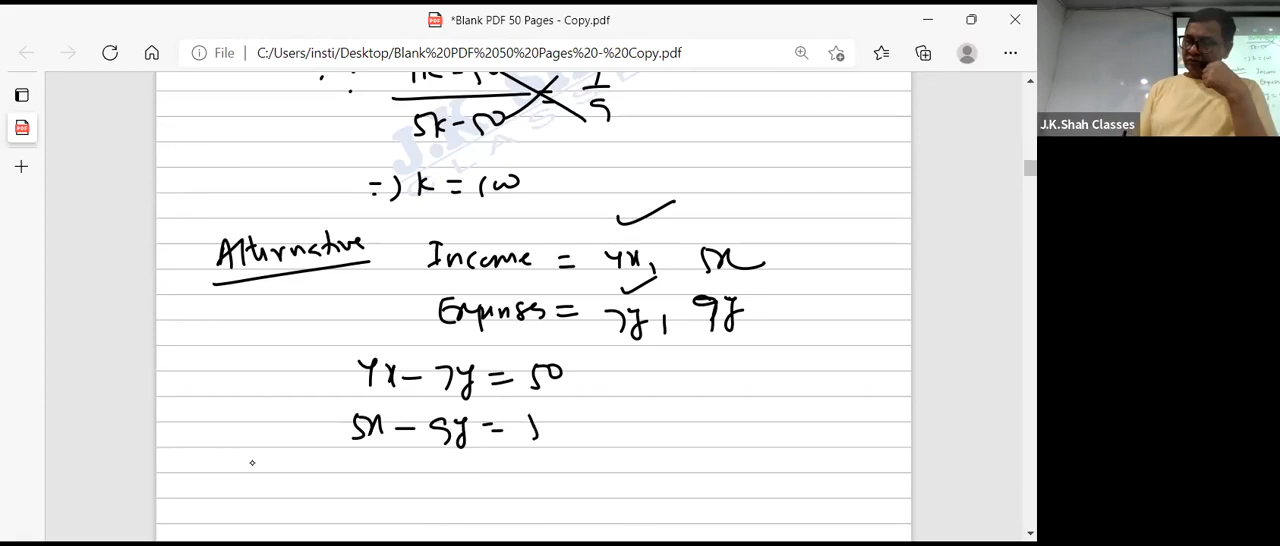 *Blank PDF 50 Pages - Copy.pdf
File C:/Users/insti/Desktop/Blank%20PDF%2050%20Pages%20-%20Copy.pdf
J.K.Shah Classes
5k-50
=) k = 100
Alternative Income = 4x, 5x
Expenses = 7y, 9y
4x - 7y = 50
5x - 9y =